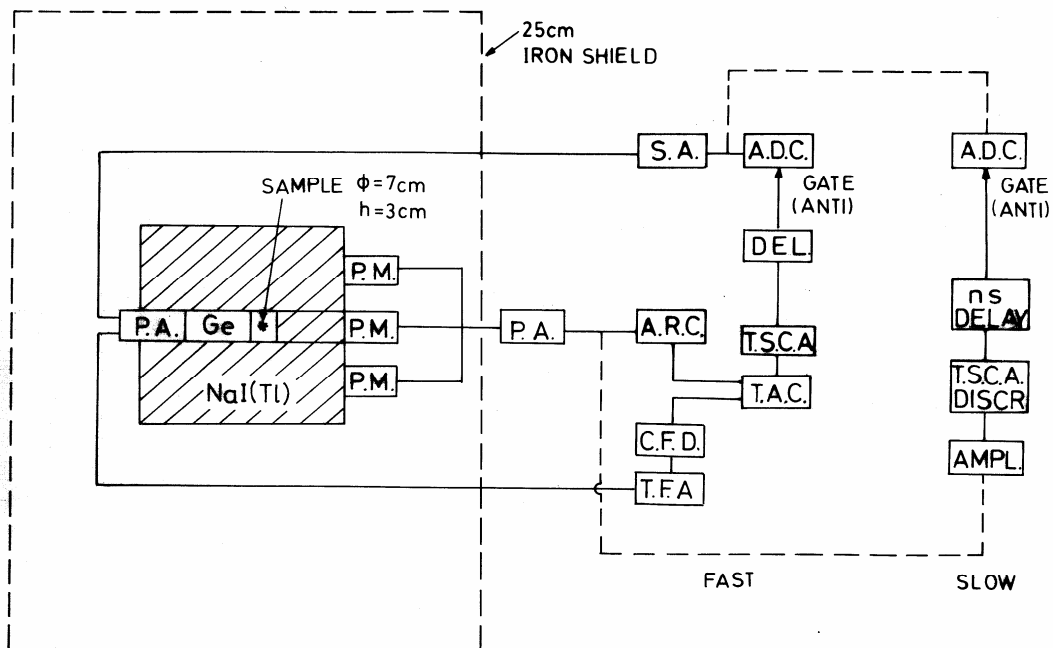 25cm
IRON SHIELD
S.A.
A.D.C.
A.D.C.
SAMPLE ϕ=7cm
h=3cm
GATE
(ANTI)
GATE
(ANTI)
DEL.
P.M.
ns
DELAY
P.A.
Ge
P.M.
P.A.
A.R.C.
T.S.C.A
P.M.
NaI(Tl)
T.A.C.
T.S.C.A.
DISCR
C.F.D.
AMPL.
T.F.A
FAST
SLOW